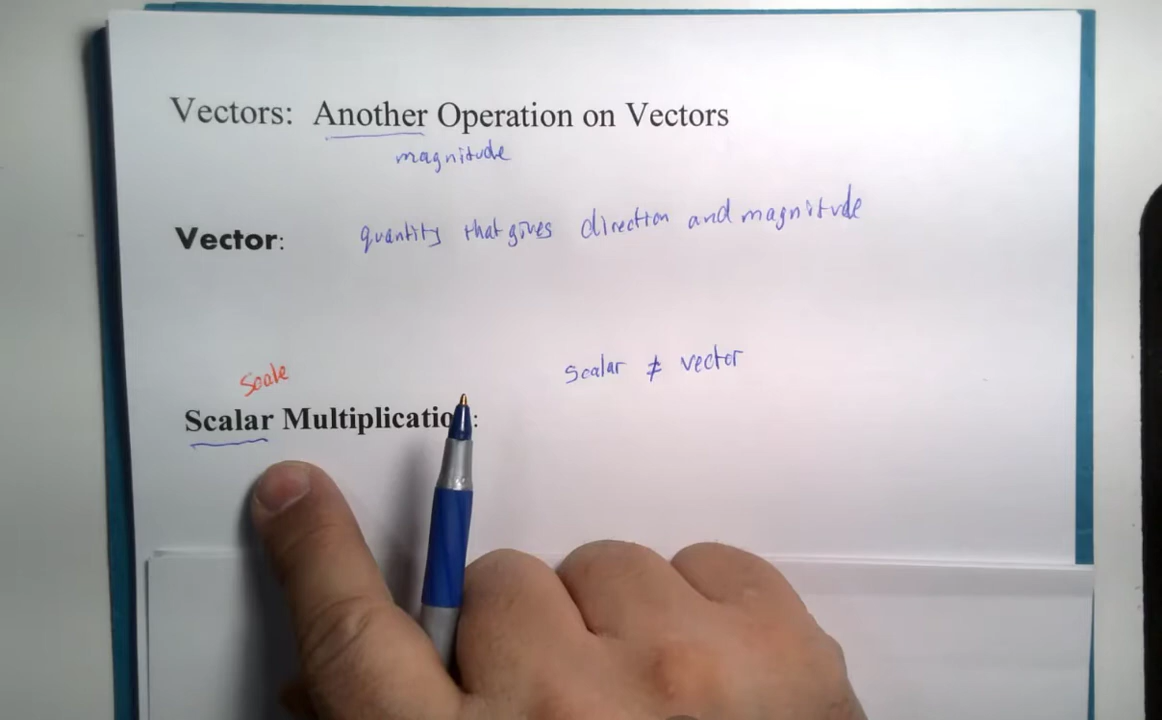 Vectors: Another Operation on Vectors
magnitude
Vector: quantity that gives direction and magnitude
Scale
Scalar ≠ vector
Scalar Multiplication: